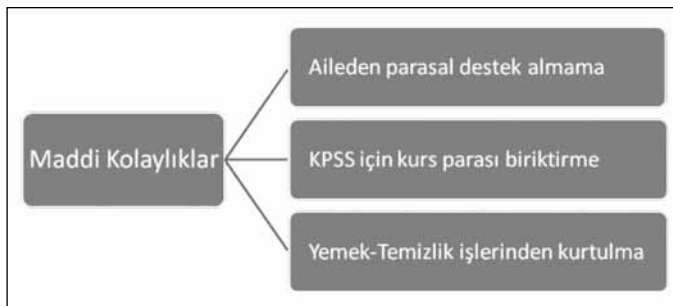 Maddi Kolaylıklar
Aileden parasal destek almama
KPSS için kurs parası biriktirme
Yemek-Temizlik işlerinden kurtulma